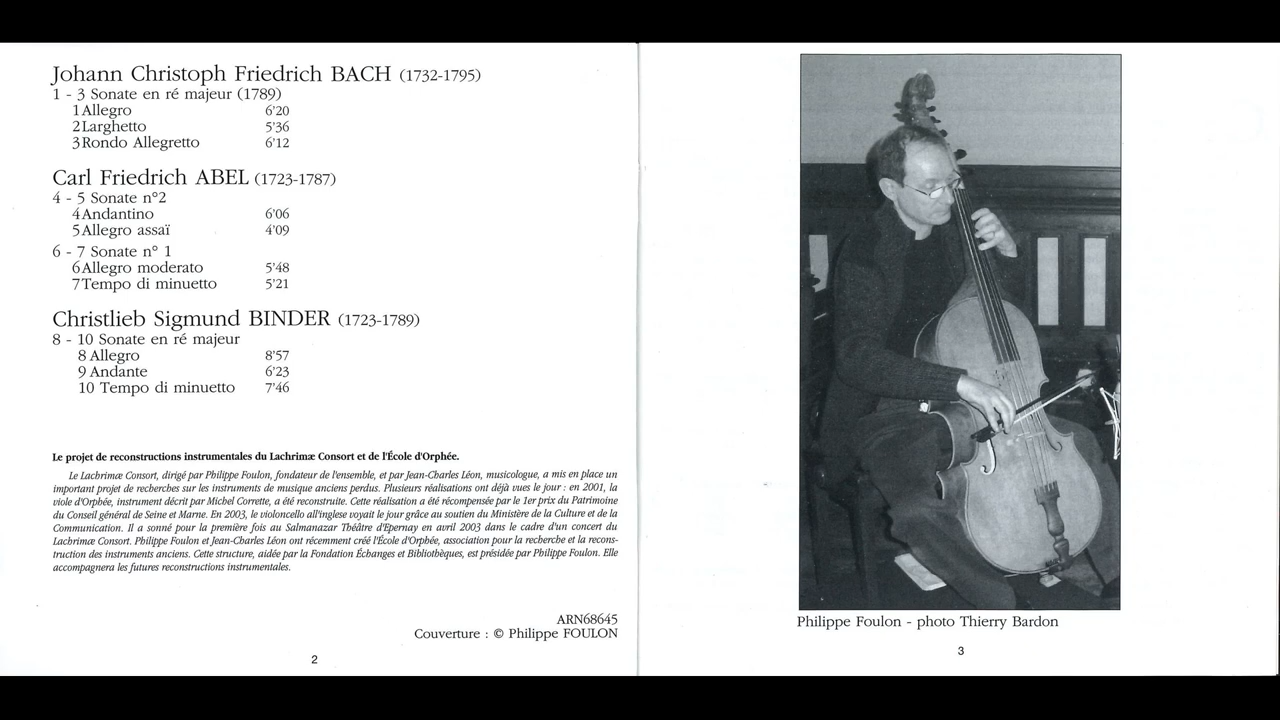 Johann Christoph Friedrich BACH (1732-1795)
1 - 3 Sonate en ré majeur (1789)
1 Allegro 6'20
2 Larghetto 5'36
3 Rondo Allegretto 6'12
Carl Friedrich ABEL (1723-1787)
4 - 5 Sonate n°2
4 Andantino 6'06
5 Allegro assaï 4'09
6 - 7 Sonate n° 1
6 Allegro moderato 5'48
7 Tempo di minuetto 5'21
Christlieb Sigmund BINDER (1723-1789)
8 - 10 Sonate en ré majeur
8 Allegro 8'57
9 Andante 6'23
10 Tempo di minuetto 7'46
Le projet de reconstructions instrumentales du Lachrimæ Consort et de l'École d'Orphée.
Le Lachrimæ Consort, dirigé par Philippe Foulon, fondateur de l'ensemble, et par Jean-Charles Léon, musicologue, a mis en place un
important projet de recherches sur les instruments de musique anciens perdus. Plusieurs réalisations ont déjà vues le jour : en 2001, la
viole d'Orphée, instrument décrit par Michel Corrette, a été reconstruite. Cette réalisation a été récompensée par le 1er prix du Patrimoine
du Conseil général de Seine et Marne. En 2003, le violoncello all'inglese voyait le jour grâce au soutien du Ministère de la Culture et de la
Communication. Il a sonné pour la première fois au Salmanazar Théâtre d'Epernay en avril 2003 dans le cadre d'un concert du
Lachrimæ Consort. Philippe Foulon et Jean-Charles Léon ont récemment créé l'École d'Orphée, association pour la recherche et la recons-
truction des instruments anciens. Cette structure, aidée par la Fondation Échanges et Bibliothèques, est présidée par Philippe Foulon. Elle
accompagnera les futures reconstructions instrumentales.
ARN68645
Couverture : © Philippe FOULON
2
Philippe Foulon - photo Thierry Bardon
3